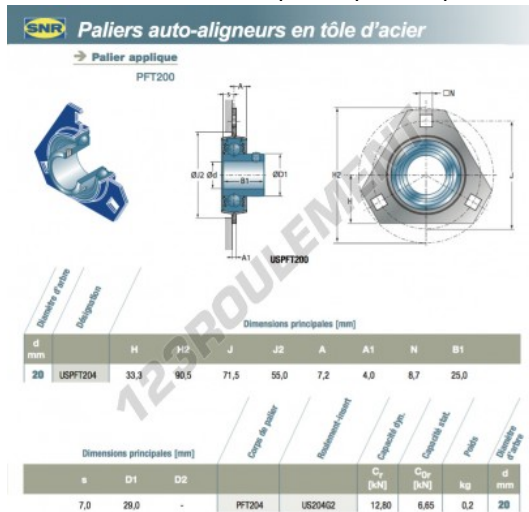 SNR Paliers auto-aligneurs en tôle d'acier
Palier applique
PFT200
A
s
□N
ØJ2 Ød B1 ØD1
H2
H
J
A1
USPFT200
123ROULEMENT
Diamètre d'arbre
Désignation
Dimensions principales [mm]
d mm H H2 J J2 A A1 N B1
20 USPFT204 33,3 90,5 71,5 55,0 7,2 4,0 8,7 25,0
Dimensions principales [mm]
Corps de palier
Roulement-insert
Capacité dyn.
Capacité stat.
Poids
Diamètre d'arbre
s D1 D2 Cr [kN] C0r [kN] kg d mm
7,0 29,0 - PFT204 US204G2 12,80 6,65 0,2 20